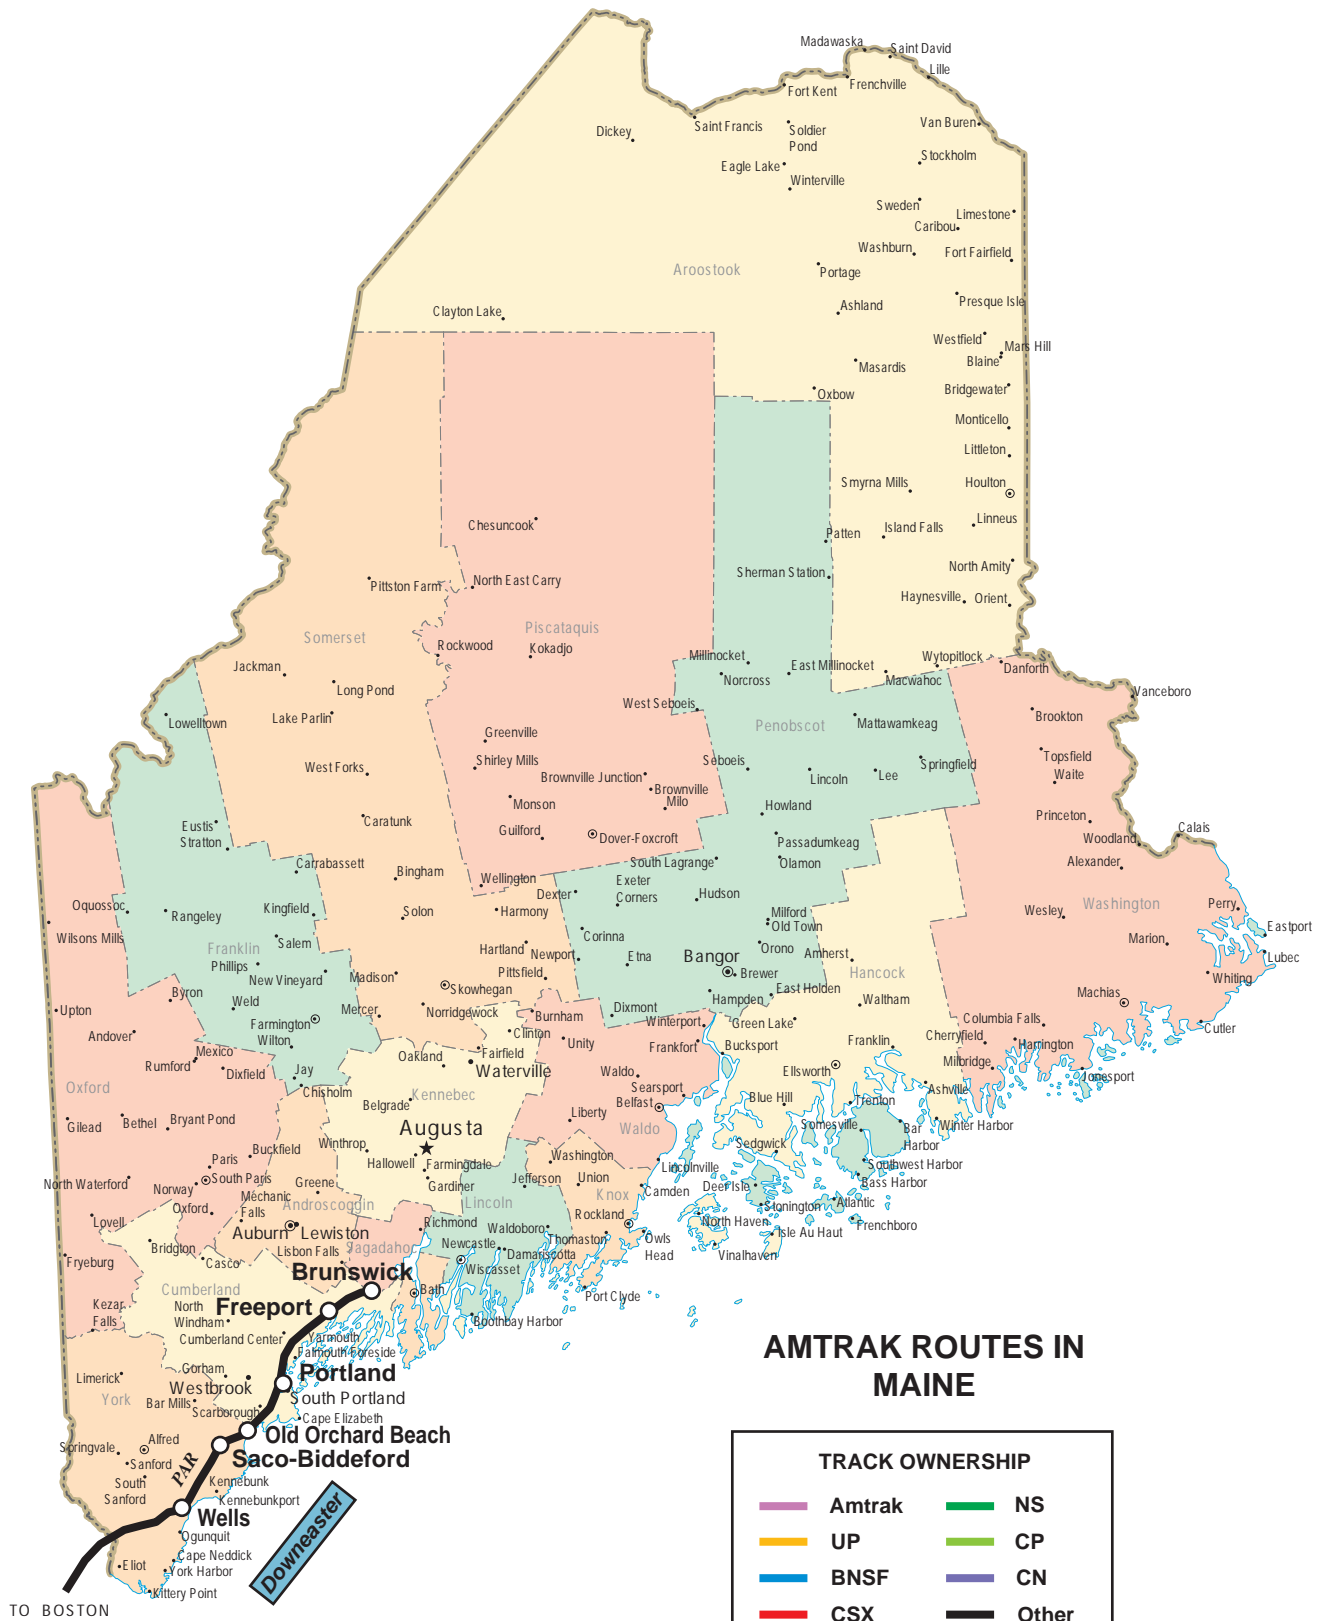 Madawaska
Saint David
Lille
Fort Kent
Frenchville
Saint Francis
Dickey
Soldier
Pond
Van Buren
Eagle Lake
Stockholm
Winterville
Sweden
Limestone
Caribou
Washburn
Fort Fairfield
Aroostook
Portage
Presque Isle
Clayton Lake
Ashland
Westfield
Mars Hill
Blaine
Masardis
Oxbow
Bridgewater
Monticello
Littleton
Smyrna Mills
Houlton
Linneus
Chesuncook
Patten
Island Falls
North Amity
Sherman Station
Pittston Farm
North East Carry
Haynesville
Orient
Somerset
Piscataquis
Rockwood
Kokadjo
Millinocket
Norcross
East Millinocket
Wytopitlock
Macwahoc
Danforth
Jackman
Long Pond
Vanceboro
Lowelltown
Lake Parlin
West Seboeis
Penobscot
Mattawamkeag
Brookton
Greenville
Shirley Mills
West Forks
Brownville Junction
Seboeis
Lincoln
Lee
Springfield
Topsfield
Waite
Brownville
Milo
Monson
Howland
Princeton
Caratunk
Eustis
Stratton
Guilford
Dover-Foxcroft
Passadumkeag
Olamon
Woodland
Calais
Alexander
Carrabassett
Bingham
South Lagrange
Wellington
Dexter
Exeter
Corners
Hudson
Oquossoc
Rangeley
Kingfield
Solon
Harmony
Milford
Old Town
Wesley
Washington
Perry
Eastport
Wilsons Mills
Franklin
Salem
Corinna
Hartland
Newport
Etna
Bangor
Orono
Amherst
Marion
Lubec
Phillips
New Vineyard
Madison
Pittsfield
Brewer
Hancock
Whiting
Byron
Weld
Skowhegan
Hampden
East Holden
Waltham
Machias
Upton
Mercer
Norridgewock
Burnham
Dixmont
Winterport
Green Lake
Columbia Falls
Cutler
Andover
Farmington
Wilton
Clinton
Unity
Frankfort
Bucksport
Franklin
Cherryfield
Harrington
Mexico
Rumford
Dixfield
Oakland
Fairfield
Waterville
Waldo
Ellsworth
Milbridge
Jonesport
Oxford
Jay
Chisholm
Kennebec
Belgrade
Searsport
Belfast
Blue Hill
Trenton
Ashville
Gilead
Bethel
Bryant Pond
Augusta
Liberty
Waldo
Somesville
Bar
Harbor
Winter Harbor
Buckfield
Winthrop
Hallowell
Farmingdale
Gardiner
Washington
Lincolnville
Sedgwick
Southwest Harbor
Bass Harbor
Paris
South Paris
North Waterford
Norway
Greene
Jefferson
Union
Camden
Deer Isle
Mechanic
Falls
Androscoggin
Lincoln
Knox
Stonington
Atlantic
Lovell
Oxford
Auburn
Lewiston
Richmond
Waldoboro
Rockland
North Haven
Frenchboro
Bridgton
Casco
Lisbon Falls
Sagadahoc
Newcastle
Damariscotta
Thomaston
Owls
Head
Vinalhaven
Isle Au Haut
Fryeburg
Brunswick
Wiscasset
Cumberland
Bath
Port Clyde
Kezar
Falls
North
Windham
Freeport
Boothbay Harbor
Cumberland Center
Yarmouth
Falmouth Foreside
AMTRAK ROUTES IN
MAINE
Limerick
Gorham
Portland
York
Westbrook
Bar Mills
South Portland
Scarborough
Cape Elizabeth
Old Orchard Beach
Springvale
Alfred
Saco-Biddeford
Sanford
PAR
South
Sanford
Kennebunk
Kennebunkport
Wells
Downeaster
Ogunquit
Cape Neddick
Eliot
York Harbor
Kittery Point
TO BOSTON
TRACK OWNERSHIP
Amtrak
NS
UP
CP
BNSF
CN
CSX
Other